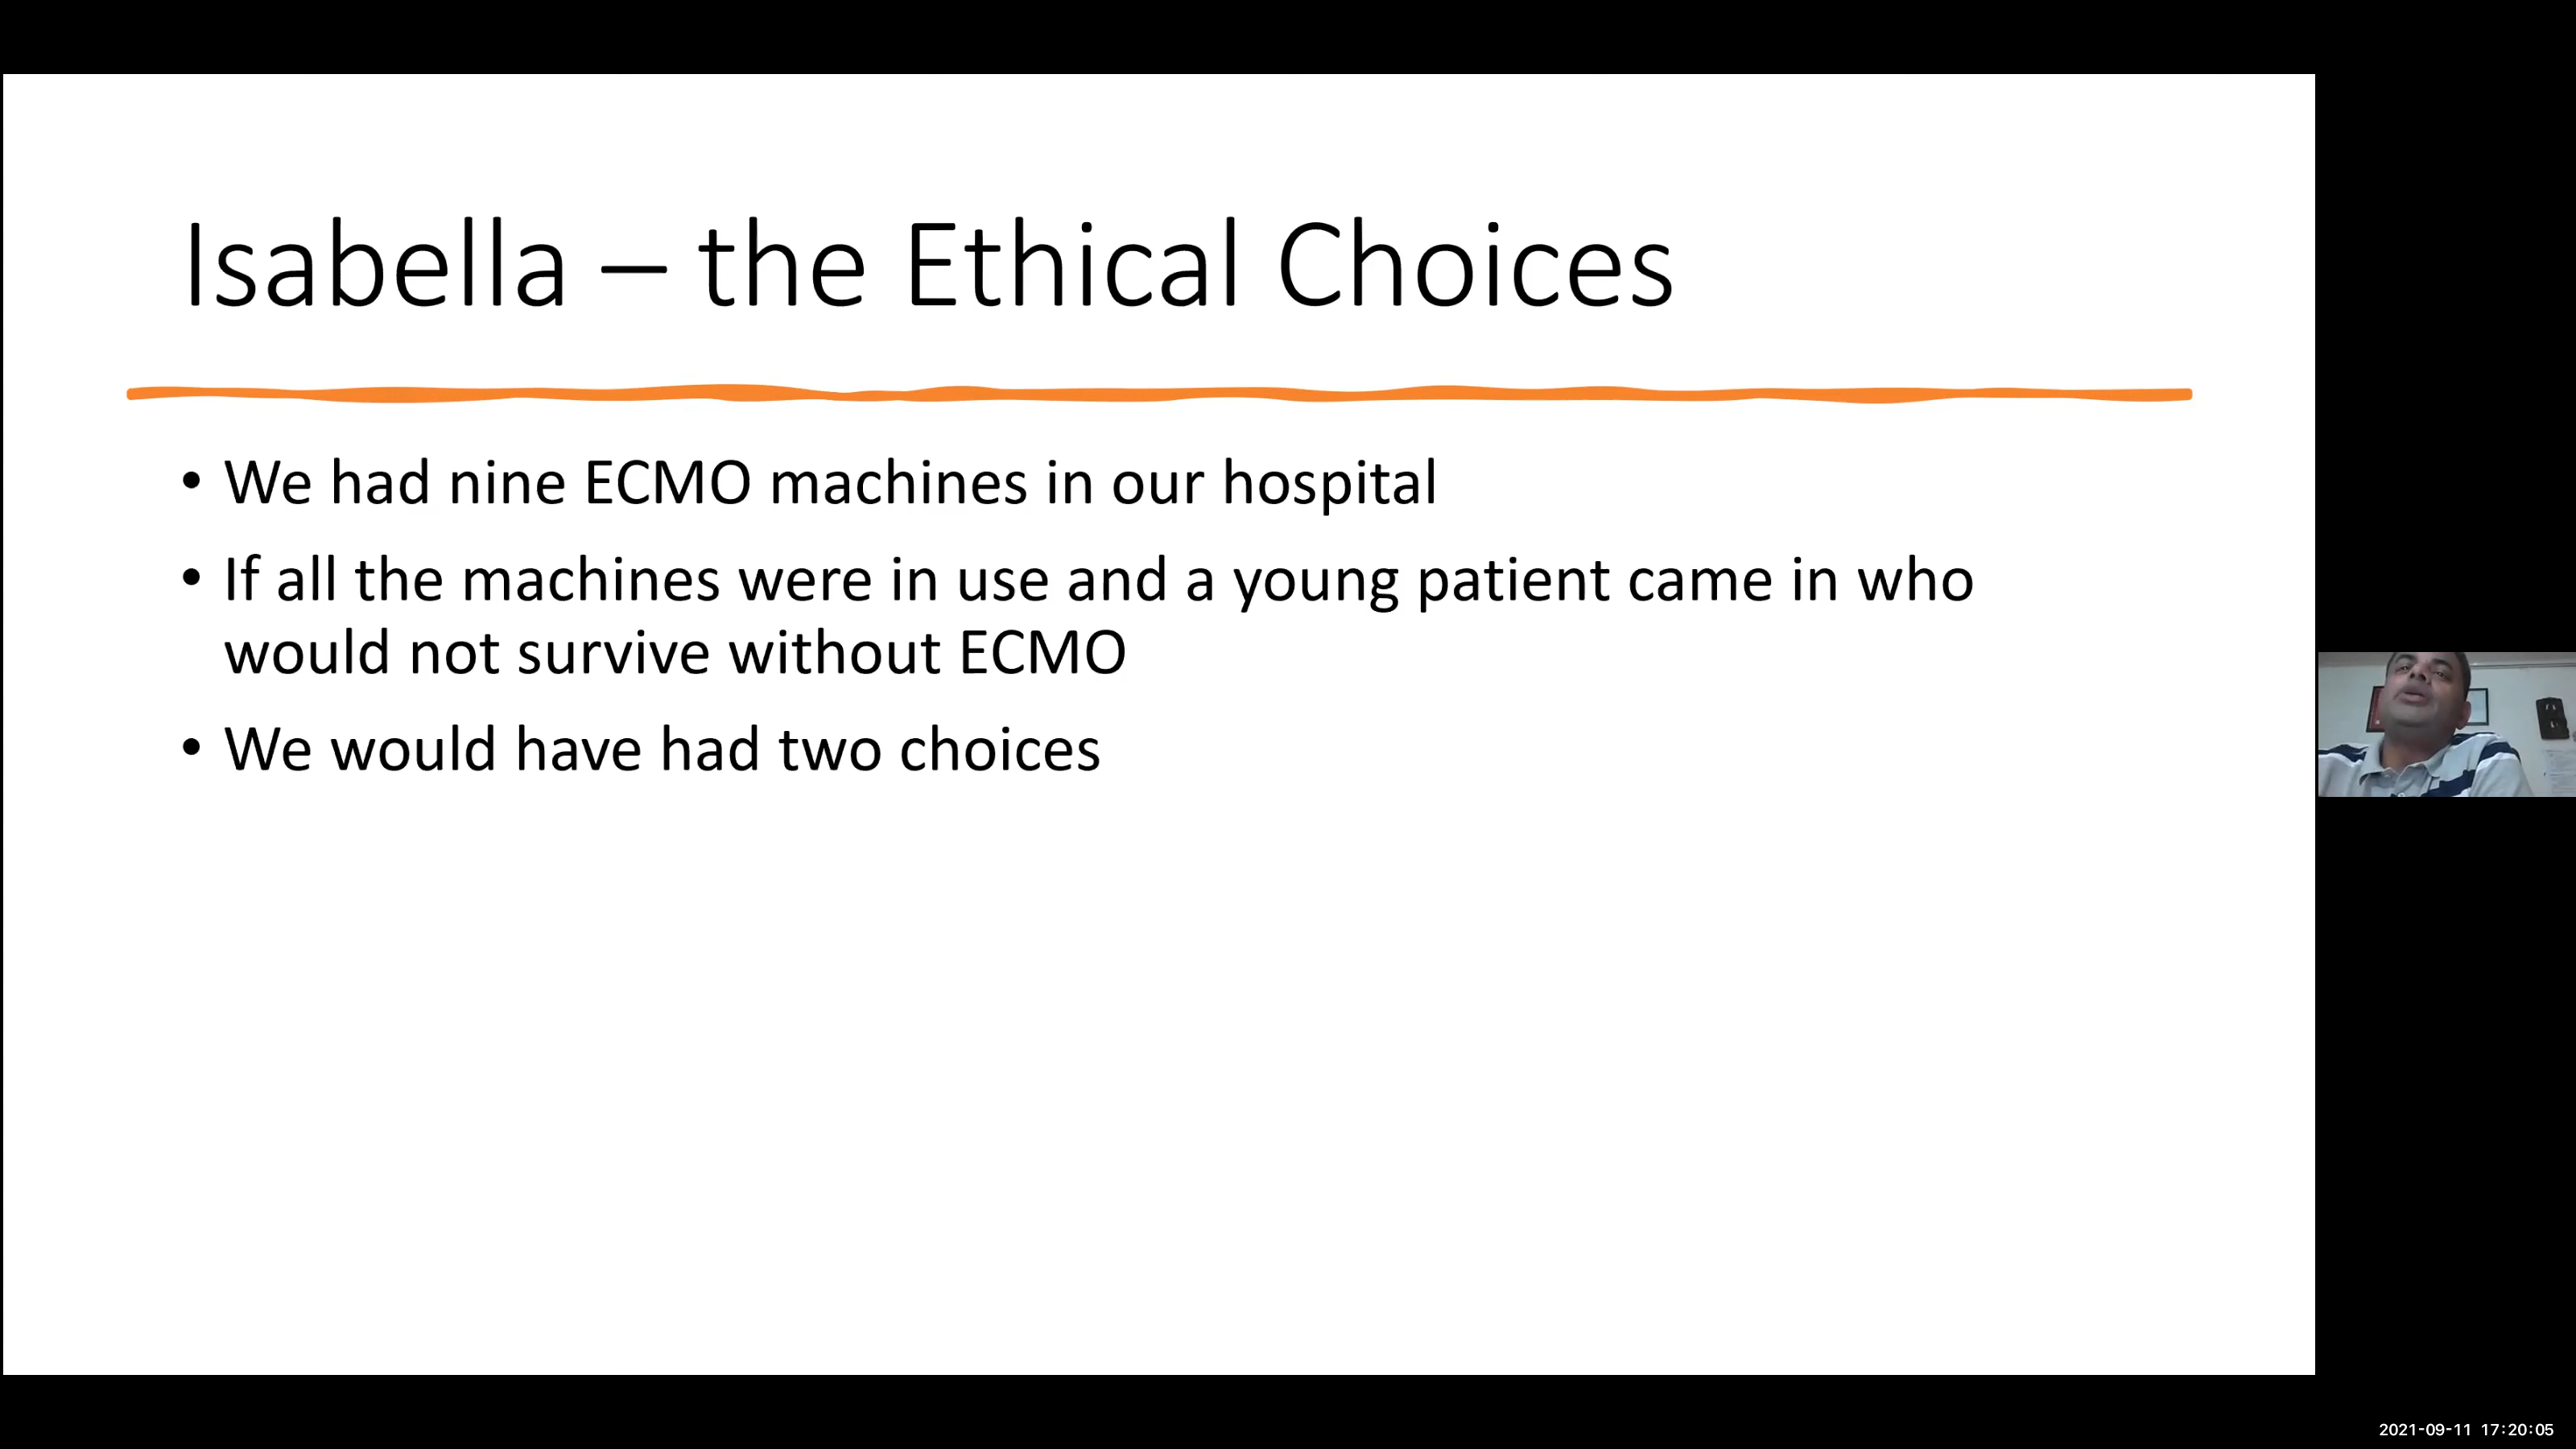 Isabella – the Ethical Choices
• We had nine ECMO machines in our hospital
• If all the machines were in use and a young patient came in who
would not survive without ECMO
• We would have had two choices
2021-09-11 17:20:05